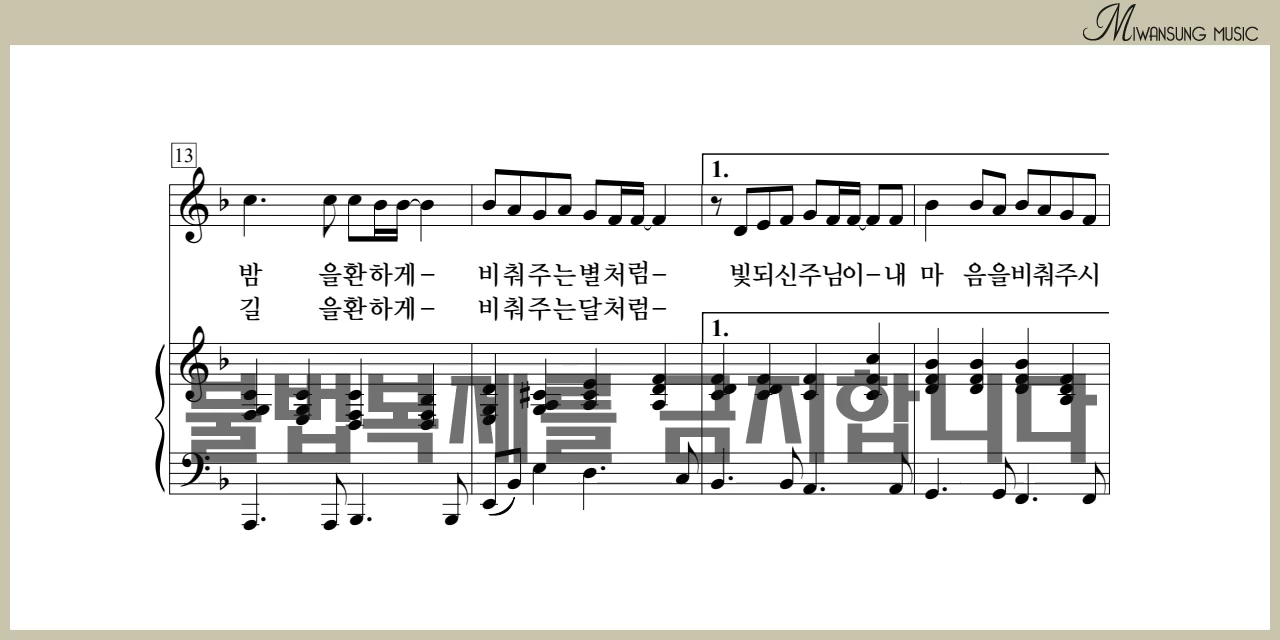 MIWANSUNG MUSIC
13
1.
밤 을환하게– 비춰주는별처럼– 빛되신주님이–내 마 음을비춰주시
길 을환하게– 비춰주는달처럼–
1.
불법복제를 금지합니다